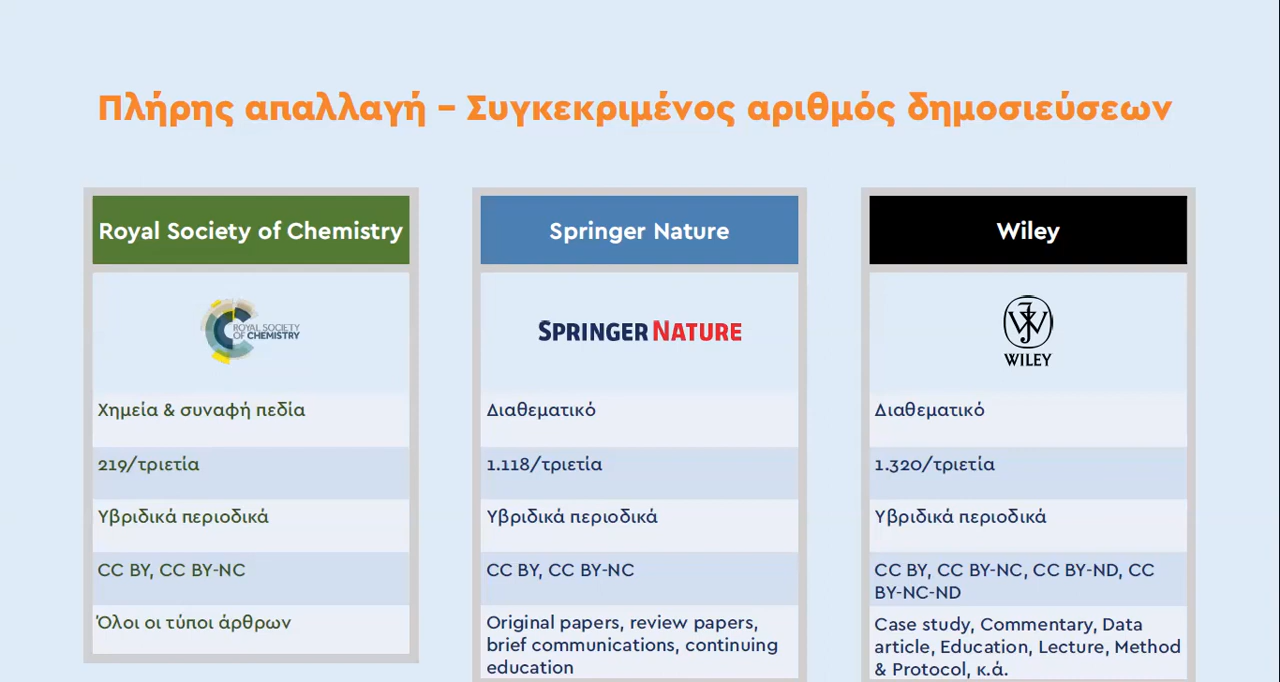 Πλήρης απαλλαγή – Συγκεκριμένος αριθμός δημοσιεύσεων
Royal Society of Chemistry
ROYAL SOCIETY
OF CHEMISTRY
Χημεία & συναφή πεδία
219/τριετία
Υβριδικά περιοδικά
CC BY, CC BY-NC
Όλοι οι τύποι άρθρων
Springer Nature
SPRINGER NATURE
Διαθεματικό
1.118/τριετία
Υβριδικά περιοδικά
CC BY, CC BY-NC
Original papers, review papers,
brief communications, continuing
education
Wiley
WILEY
Διαθεματικό
1.320/τριετία
Υβριδικά περιοδικά
CC BY, CC BY-NC, CC BY-ND, CC
BY-NC-ND
Case study, Commentary, Data
article, Education, Lecture, Method
& Protocol, κ.ά.